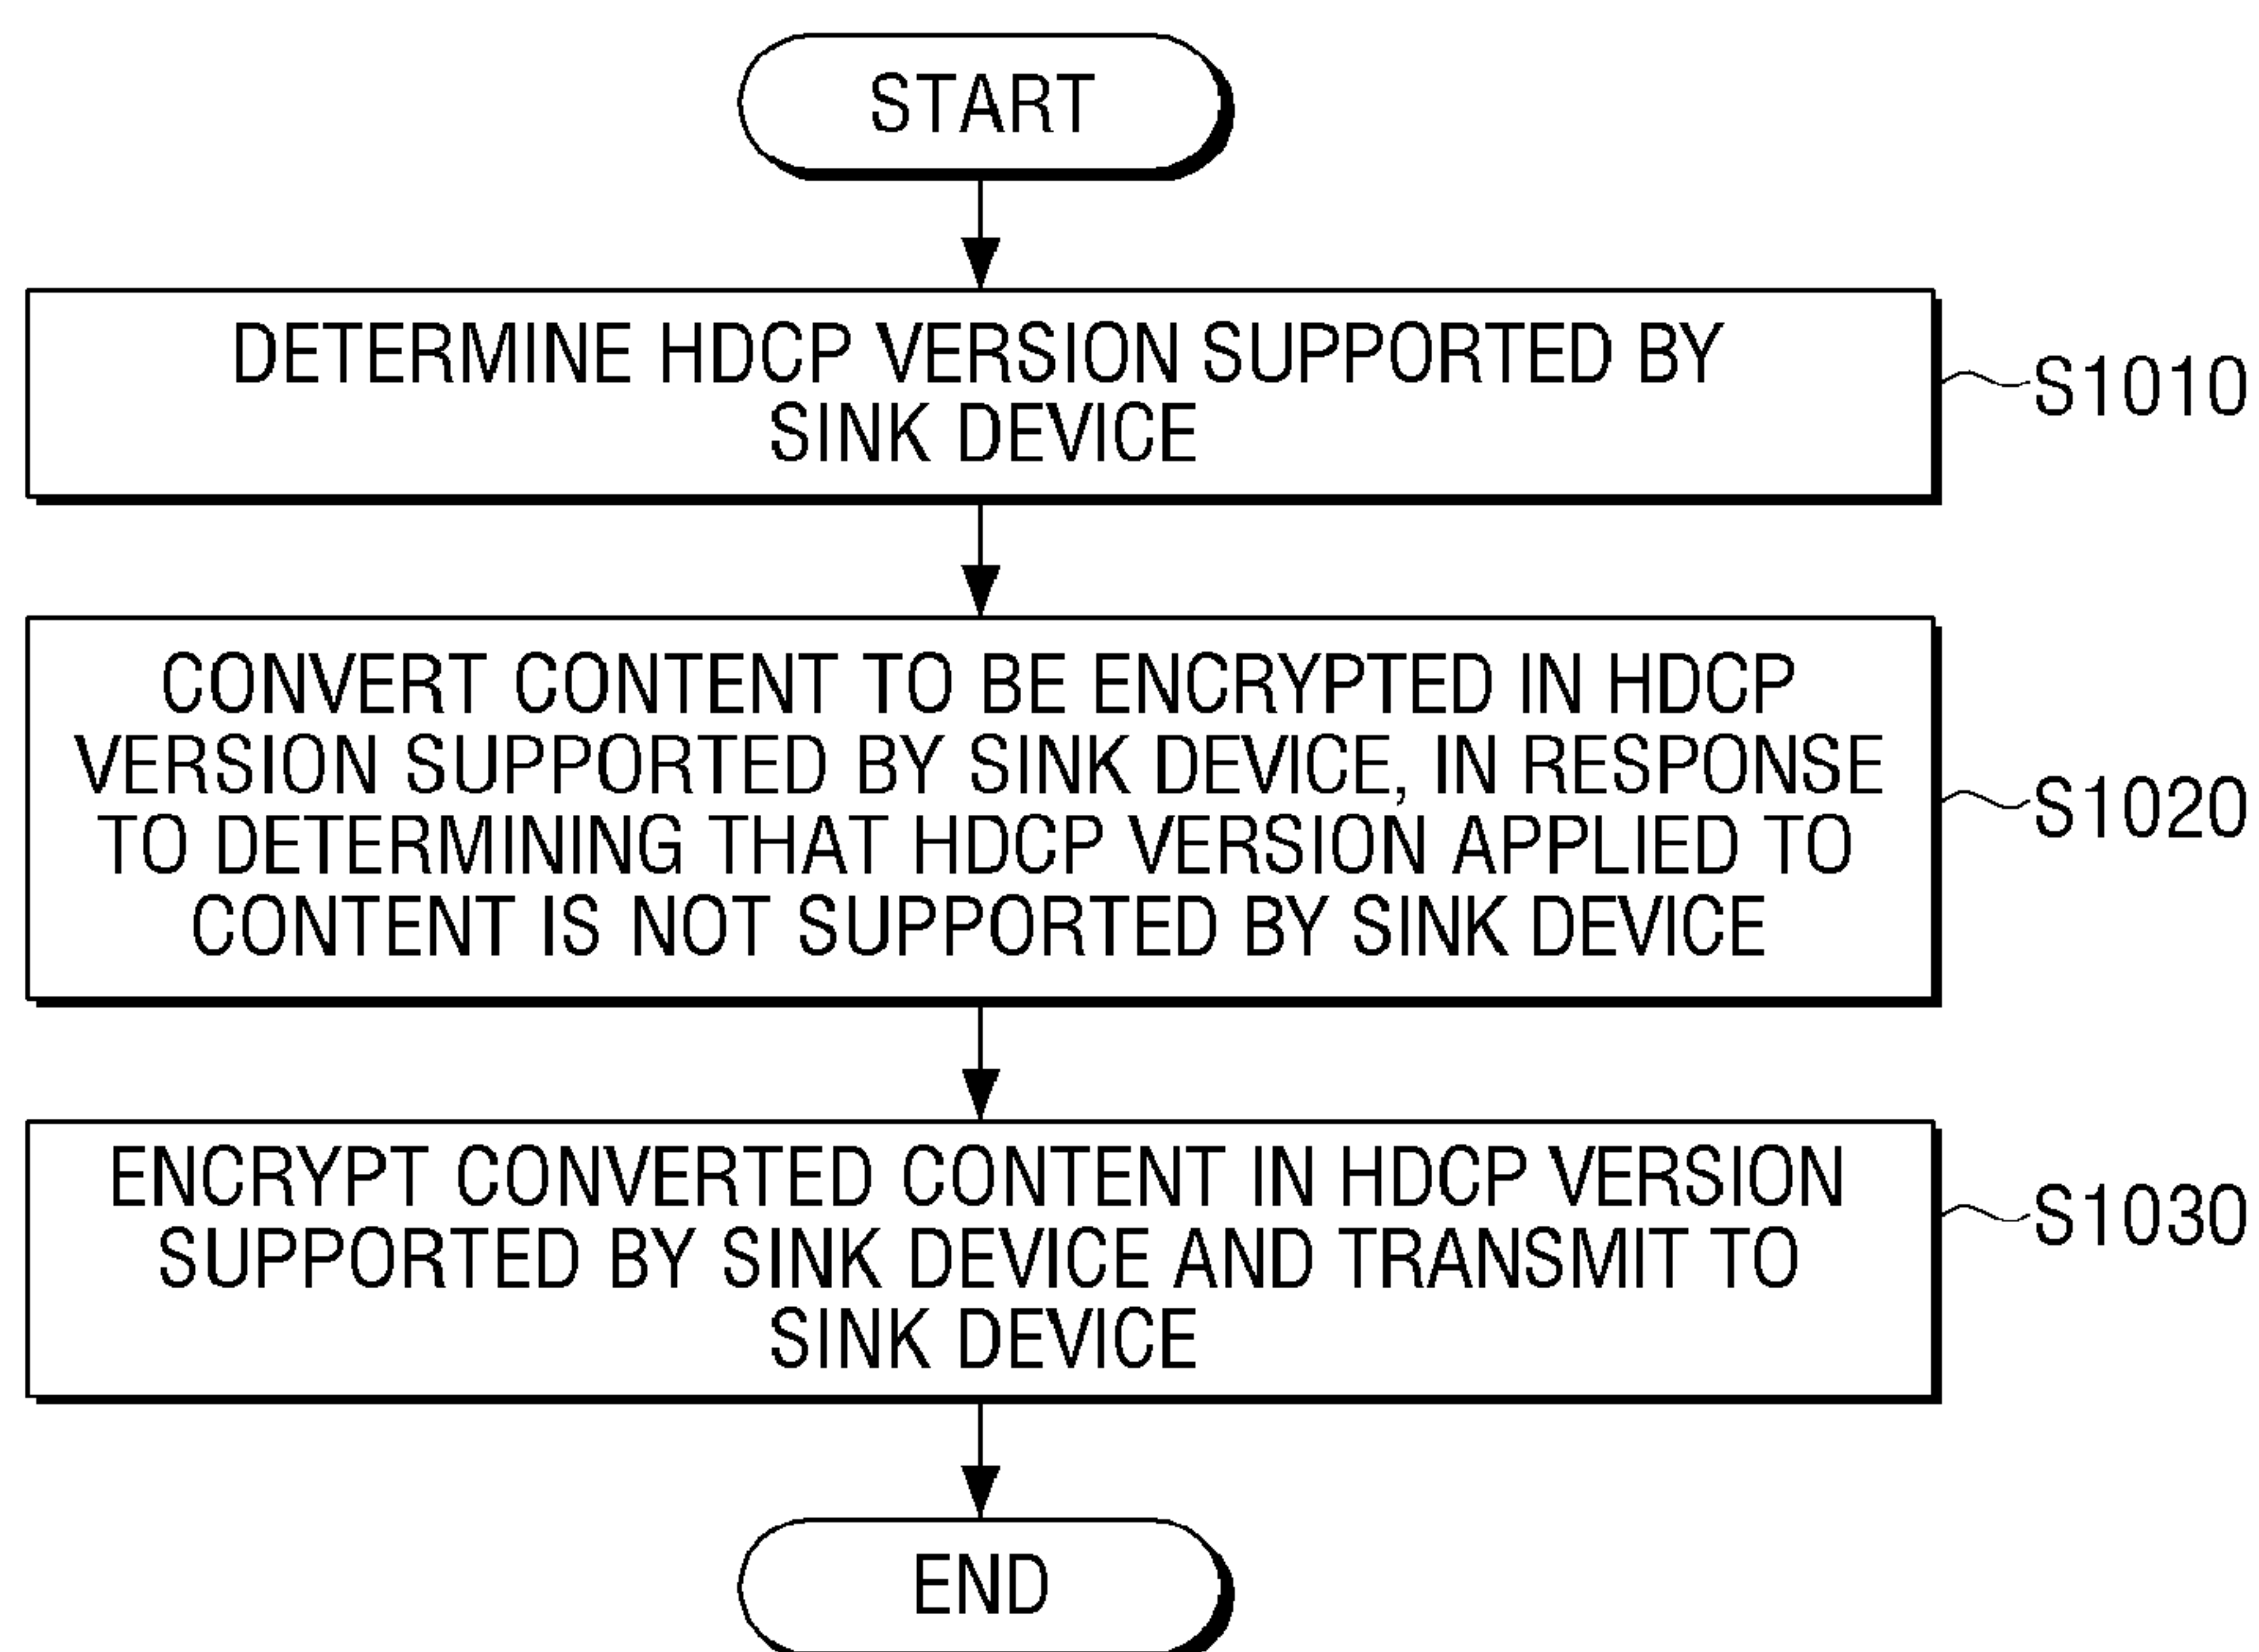 START
DETERMINE HDCP VERSION SUPPORTED BY
SINK DEVICE
S1010
CONVERT CONTENT TO BE ENCRYPTED IN HDCP
VERSION SUPPORTED BY SINK DEVICE, IN RESPONSE
TO DETERMINING THAT HDCP VERSION APPLIED TO
CONTENT IS NOT SUPPORTED BY SINK DEVICE
S1020
ENCRYPT CONVERTED CONTENT IN HDCP VERSION
SUPPORTED BY SINK DEVICE AND TRANSMIT TO
SINK DEVICE
S1030
END